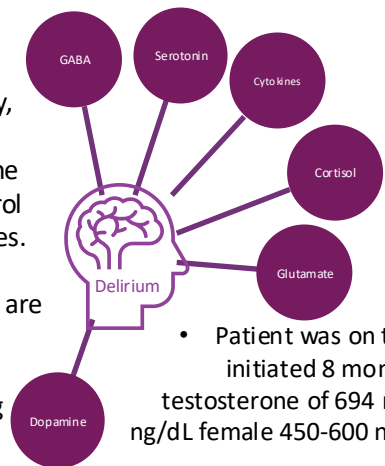 GABA
Serotonin
Cytokines
Cortisol
Glutamate
Dopamine
Delirium
y,
ne
rol
es.
are
g
• Patient was on t
initiated 8 mor
testosterone of 694 n
ng/dL female 450-600 n